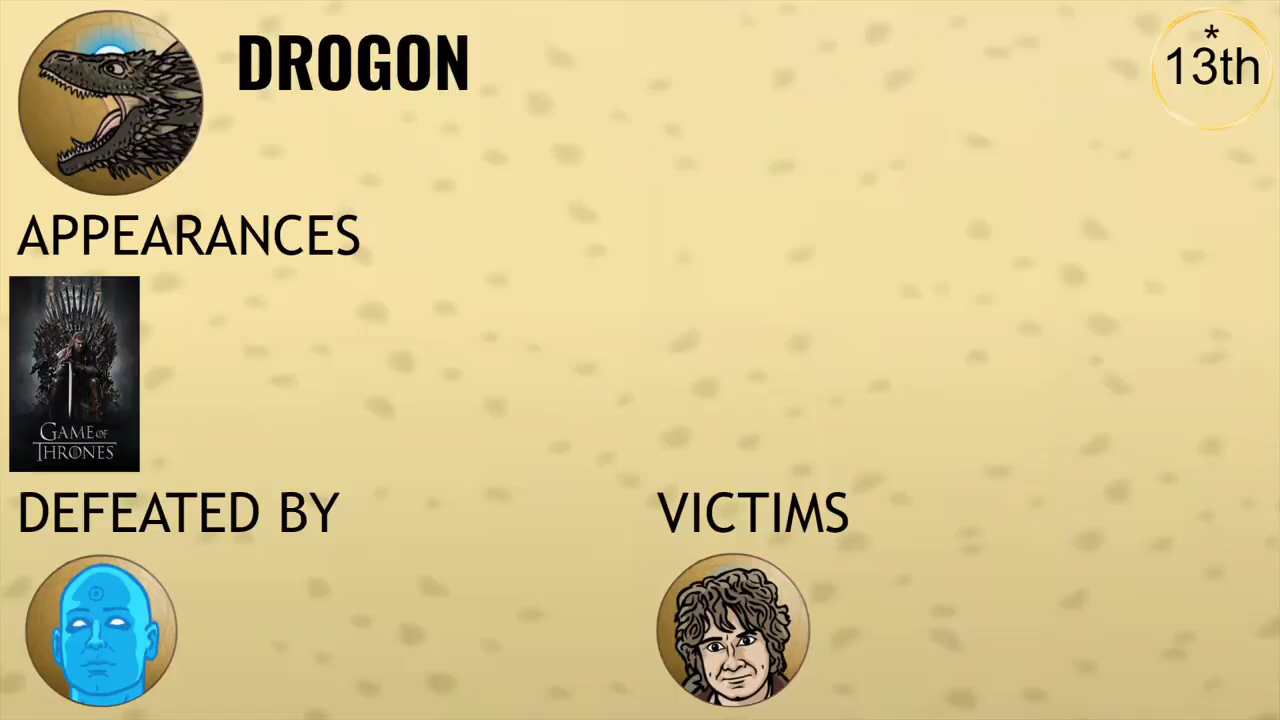 DROGON
*
13th
APPEARANCES
GAME OF
THRONES
DEFEATED BY
VICTIMS